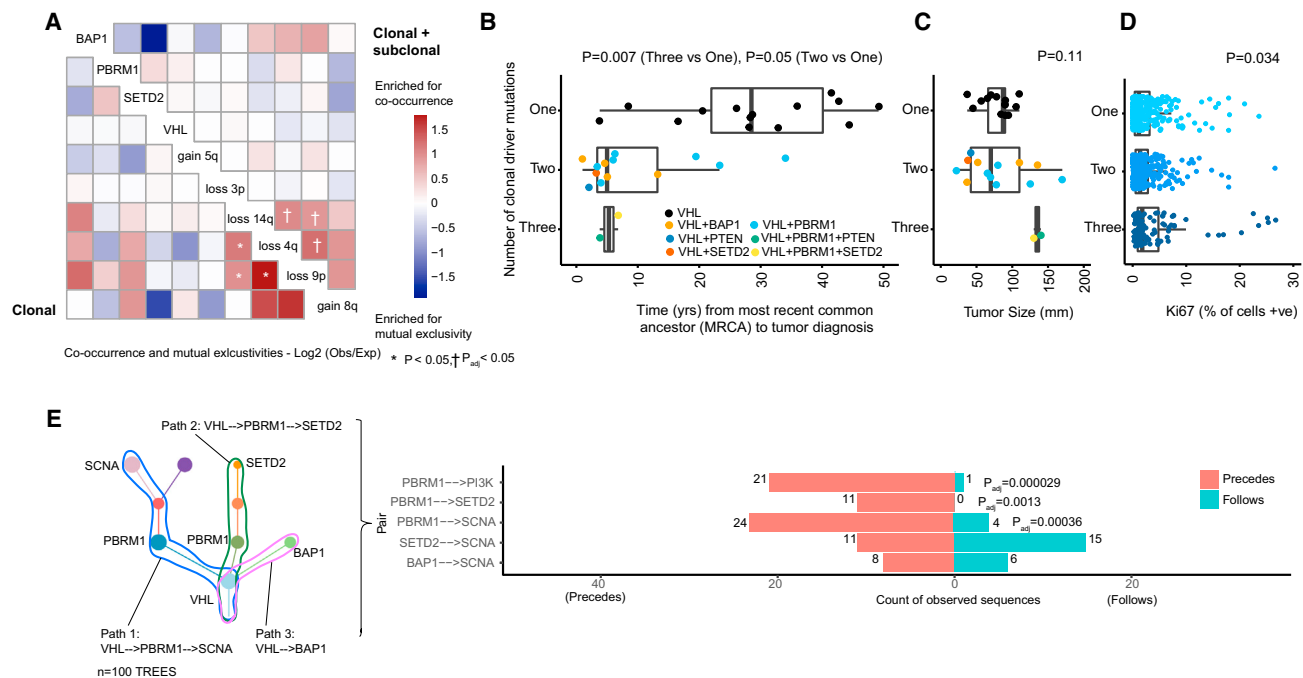 A
BAP1
PBRM1
SETD2
VHL
gain 5q
loss 3p
loss 14q
† †
loss 4q
* †
loss 9p
* *
gain 8q
Clonal
Clonal +
subclonal
Enriched for
co-occurrence
1.5
1
0.5
0
−0.5
−1
−1.5
Enriched for
mutual exclusivity
Co-occurrence and mutual exlcustivities - Log2 (Obs/Exp)
* P < 0.05,† Padj < 0.05
B
P=0.007 (Three vs One), P=0.05 (Two vs One)
Number of clonal driver mutations
One
Two
Three
VHL
VHL+BAP1
VHL+PTEN
VHL+SETD2
VHL+PBRM1
VHL+PBRM1+PTEN
VHL+PBRM1+SETD2
0 10 20 30 40 50
Time (yrs) from most recent common
ancestor (MRCA) to tumor diagnosis
C
P=0.11
One
Two
Three
0 50 100 150 200
Tumor Size (mm)
D
P=0.034
One
Two
Three
0 10 20 30
Ki67 (% of cells +ve)
E
Path 2: VHL-->PBRM1-->SETD2
SCNA
SETD2
PBRM1
PBRM1
BAP1
VHL
Path 1:
VHL-->PBRM1-->SCNA
Path 3:
VHL-->BAP1
n=100 TREES
Pair
PBRM1-->PI3K
PBRM1-->SETD2
PBRM1-->SCNA
SETD2-->SCNA
BAP1-->SCNA
21 1 Padj=0.000029
11 0 Padj=0.0013
24 4 Padj=0.00036
11 15
8 6
40 20 0 20
(Precedes) Count of observed sequences (Follows)
Precedes
Follows